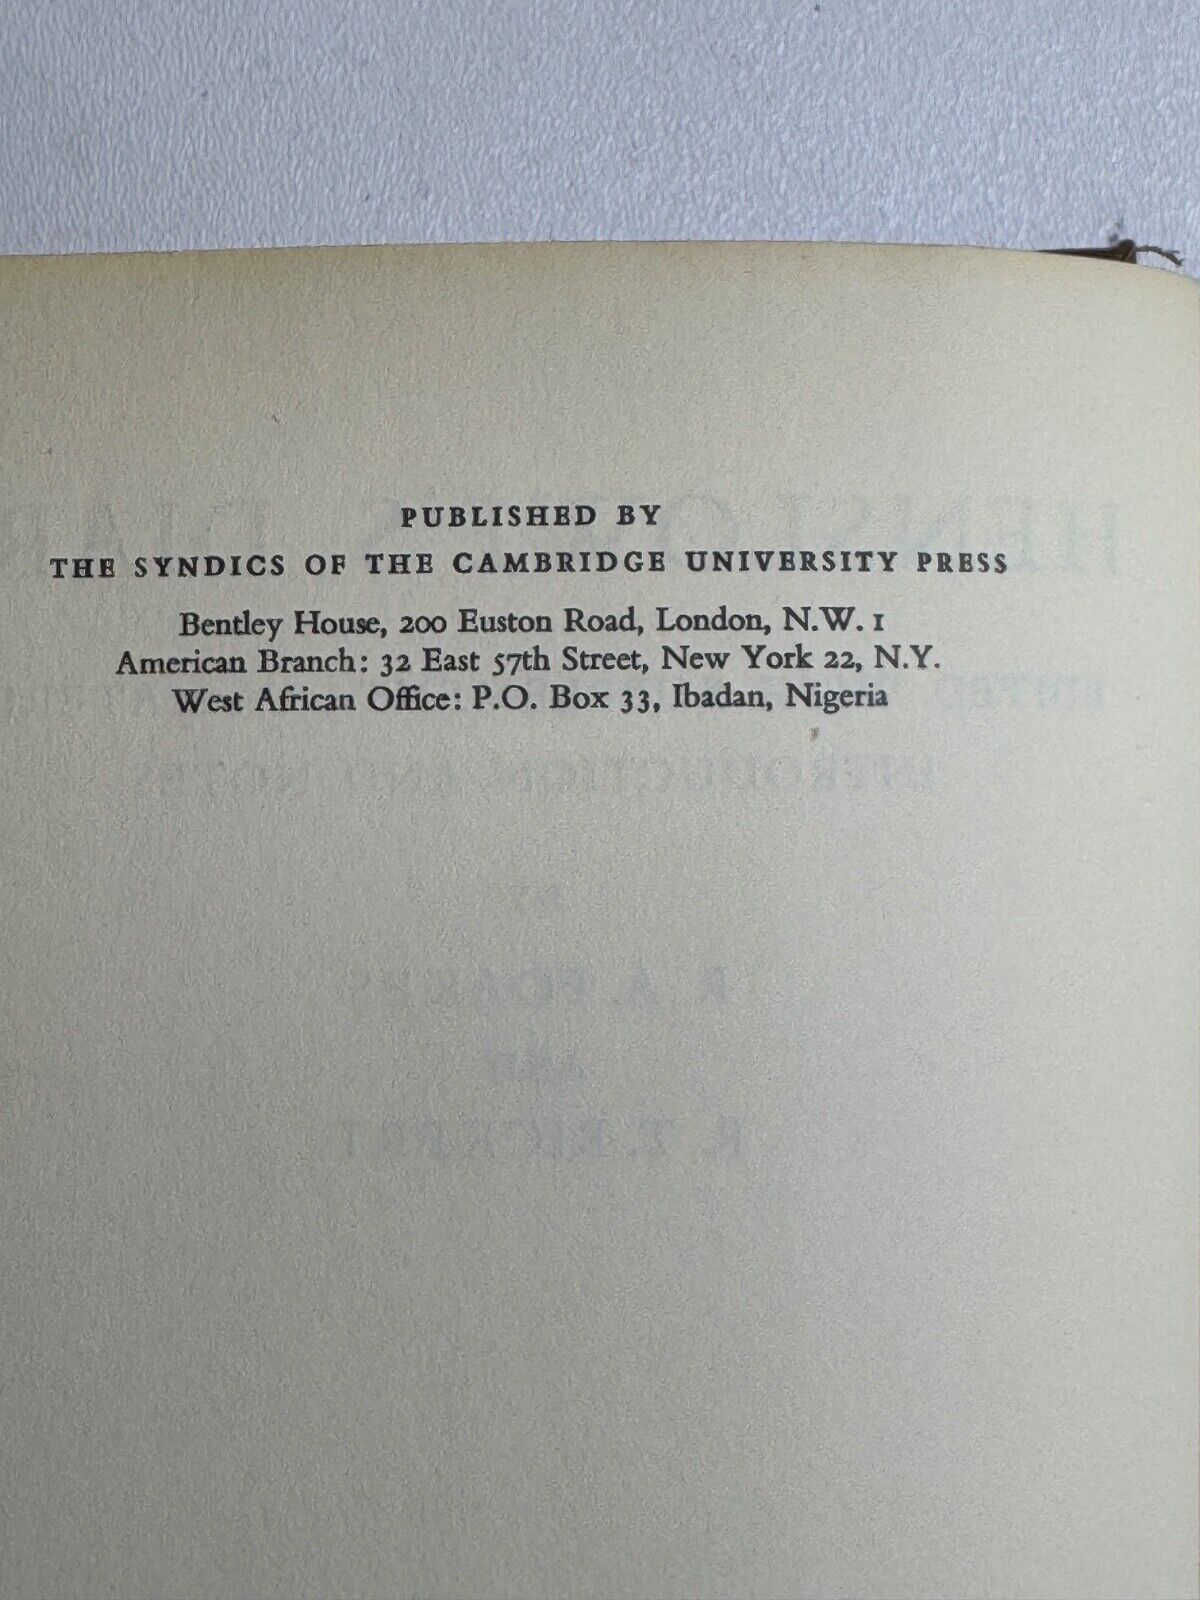 PUBLISHED BY
THE SYNDICS OF THE CAMBRIDGE UNIVERSITY PRESS
Bentley House, 200 Euston Road, London, N.W. 1
American Branch: 32 East 57th Street, New York 22, N.Y.
West African Office: P.O. Box 33, Ibadan, Nigeria